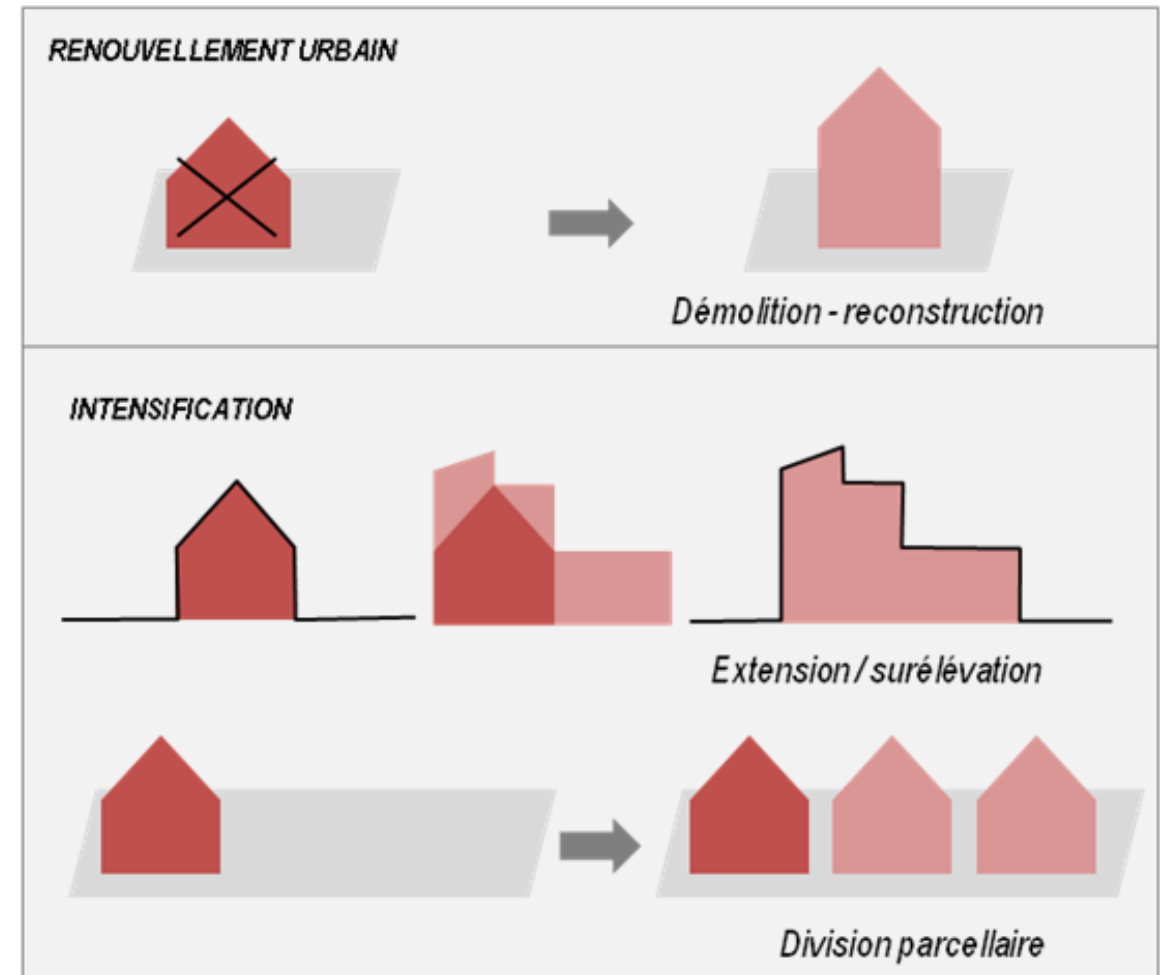 RENOUVELLEMENT URBAIN
Démolition - reconstruction
INTENSIFICATION
Extension / surélévation
Division parcellaire